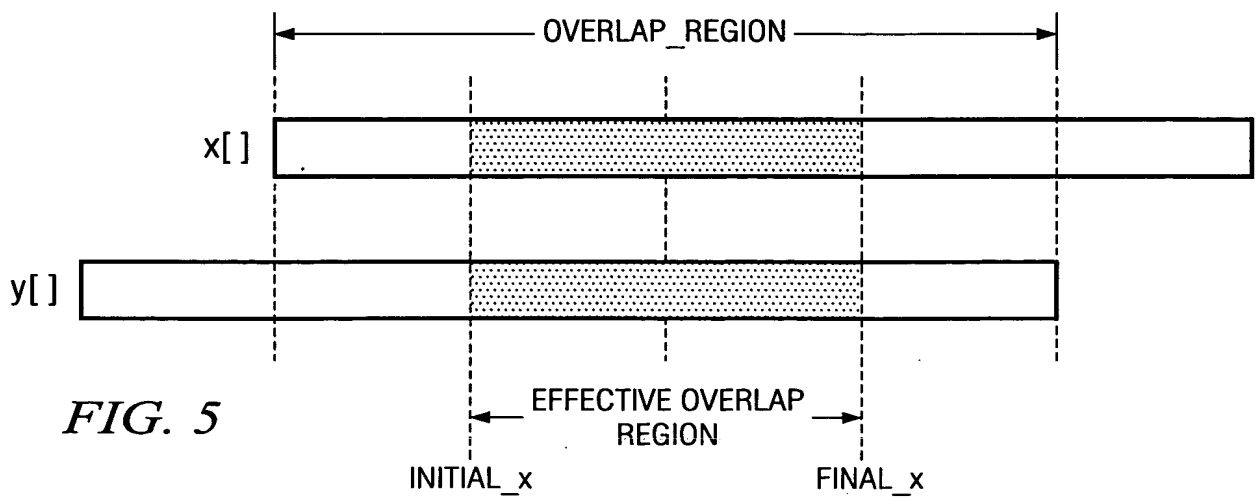 OVERLAP_REGION
x[ ]
y[ ]
EFFECTIVE OVERLAP
REGION
FIG. 5
INITIAL_x
FINAL_x